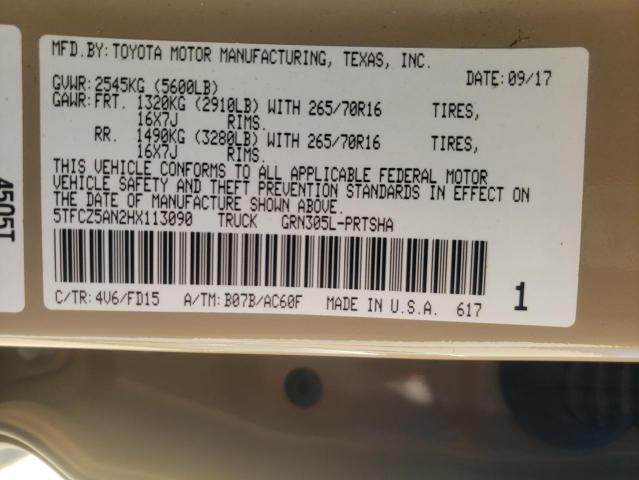 MFD.BY: TOYOTA MOTOR MANUFACTURING, TEXAS, INC.
GVWR: 2545KG (5600LB) DATE: 09/17
GAWR: FRT. 1320KG (2910LB) WITH 265/70R16 TIRES,
16X7J RIMS.
RR. 1490KG (3280LB) WITH 265/70R16 TIRES,
16X7J RIMS.
THIS VEHICLE CONFORMS TO ALL APPLICABLE FEDERAL MOTOR
VEHICLE SAFETY AND THEFT PREVENTION STANDARDS IN EFFECT ON
THE DATE OF MANUFACTURE SHOWN ABOVE.
5TFCZ5AN2HX113090 TRUCK GRN305L-PRTSHA
C/TR: 4V6/FD15 A/TM: B07B/AC60F MADE IN U.S.A. 617 1
4505T